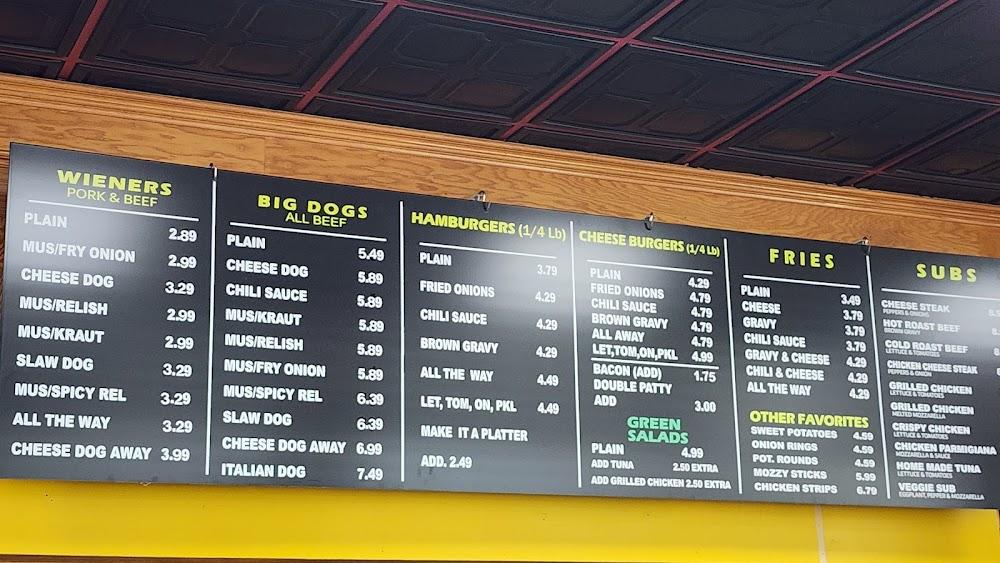 WIENERS
PORK & BEEF
PLAIN 2.89
MUS/FRY ONION 2.99
CHEESE DOG 3.29
MUS/RELISH 2.99
MUS/KRAUT 2.99
SLAW DOG 3.29
MUS/SPICY REL 3.29
ALL THE WAY 3.29
CHEESE DOG AWAY 3.99
BIG DOGS
ALL BEEF
PLAIN 5.49
CHEESE DOG 5.89
CHILI SAUCE 5.89
MUS/KRAUT 5.89
MUS/RELISH 5.89
MUS/FRY ONION 5.89
MUS/SPICY REL 6.39
SLAW DOG 6.39
CHEESE DOG AWAY 6.99
ITALIAN DOG 7.49
HAMBURGERS (1/4 Lb)
PLAIN 3.79
FRIED ONIONS 4.29
CHILI SAUCE 4.29
BROWN GRAVY 4.29
ALL THE WAY 4.49
LET, TOM, ON, PKL 4.49
MAKE IT A PLATTER
ADD. 2.49
CHEESE BURGERS (1/4 Lb)
PLAIN 4.29
FRIED ONIONS 4.79
CHILI SAUCE 4.79
BROWN GRAVY 4.79
ALL AWAY 4.79
LET,TOM,ON,PKL 4.99
BACON (ADD) 1.75
DOUBLE PATTY
ADD 3.00
GREEN
SALADS
PLAIN 4.99
ADD TUNA 2.50 EXTRA
ADD GRILLED CHICKEN 2.50 EXTRA
FRIES
PLAIN 3.49
CHEESE 3.79
GRAVY 3.79
CHILI SAUCE 3.79
GRAVY & CHEESE 4.29
CHILI & CHEESE 4.29
ALL THE WAY 4.29
OTHER FAVORITES
SWEET POTATOES 4.59
ONION RINGS 4.59
POT. ROUNDS 4.59
MOZZY STICKS 5.99
CHICKEN STRIPS 6.79
SUBS
CHEESE STEAK
PEPPERS & ONIONS
HOT ROAST BEEF
BROWN GRAVY
COLD ROAST BEEF
LETTUCE & TOMATOES
CHICKEN CHEESE STEAK
PEPPERS & ONION
GRILLED CHICKEN
LETTUCE & TOMATOES
GRILLED CHICKEN
MELTED MOZZARELLA
CRISPY CHICKEN
LETTUCE & TOMATOES
CHICKEN PARMIGIANA
MOZZARELLA & SAUCE
HOME MADE TUNA
LETTUCE & TOMATOES
VEGGIE SUB
EGGPLANT, PEPPER & MOZZARELLA